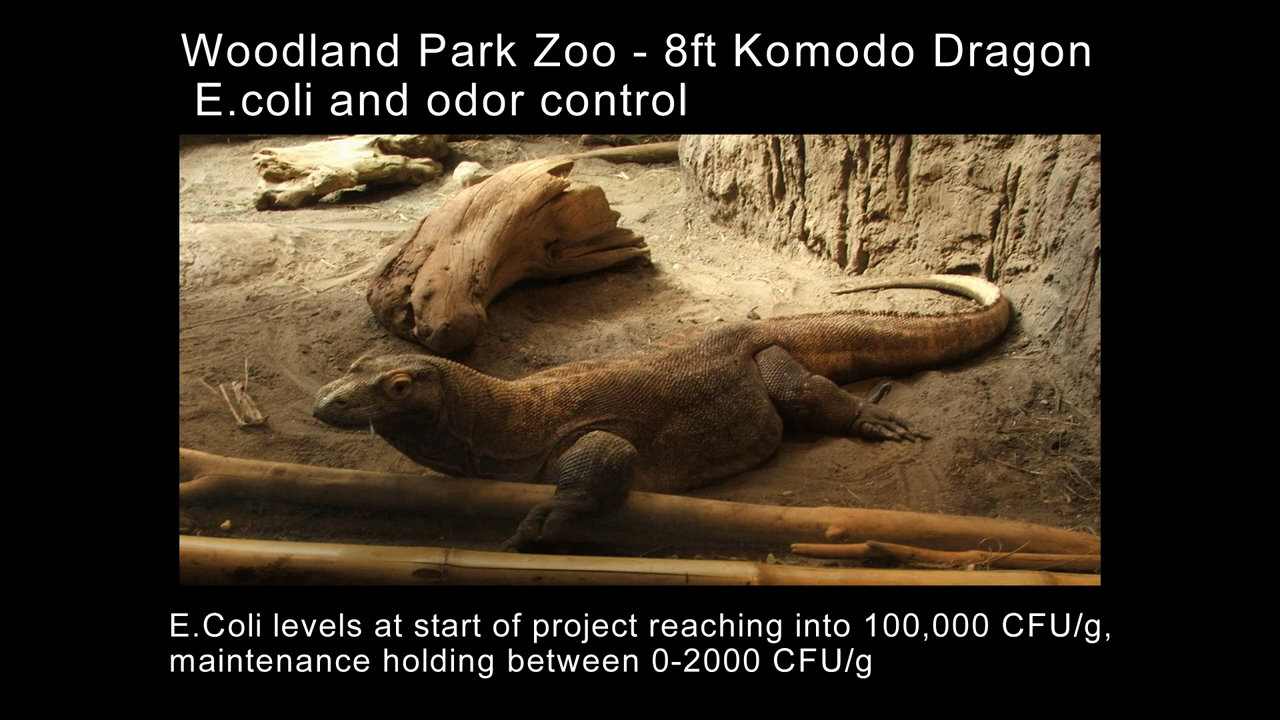 Woodland Park Zoo - 8ft Komodo Dragon
E.coli and odor control
E.Coli levels at start of project reaching into 100,000 CFU/g,
maintenance holding between 0-2000 CFU/g